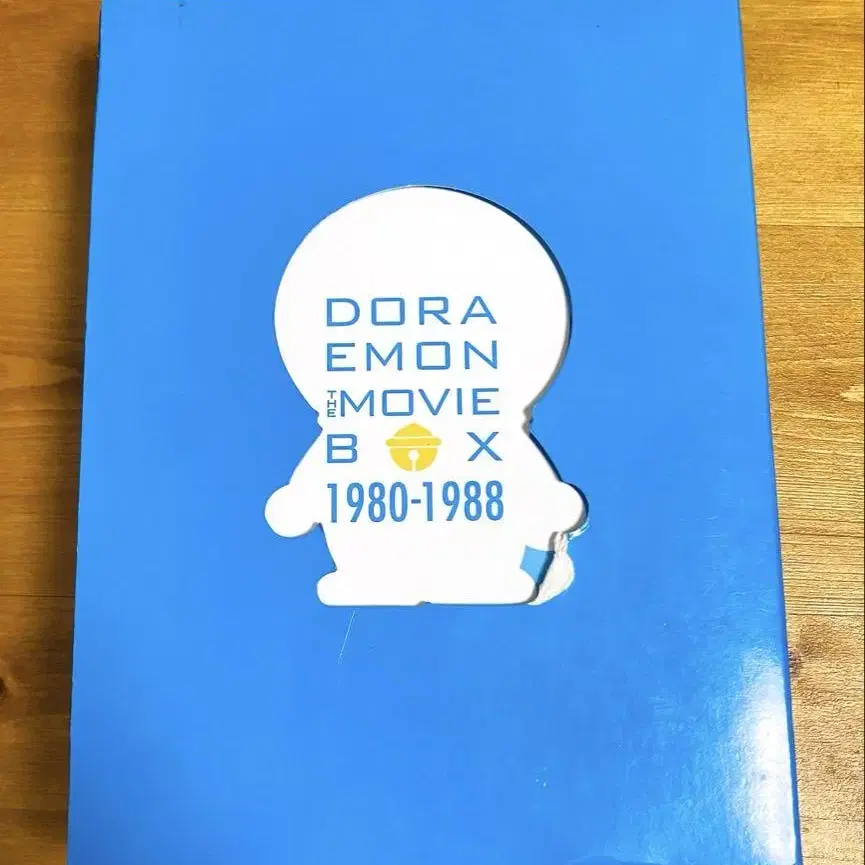 DORA
EMON
THE MOVIE
B X
1980-1988